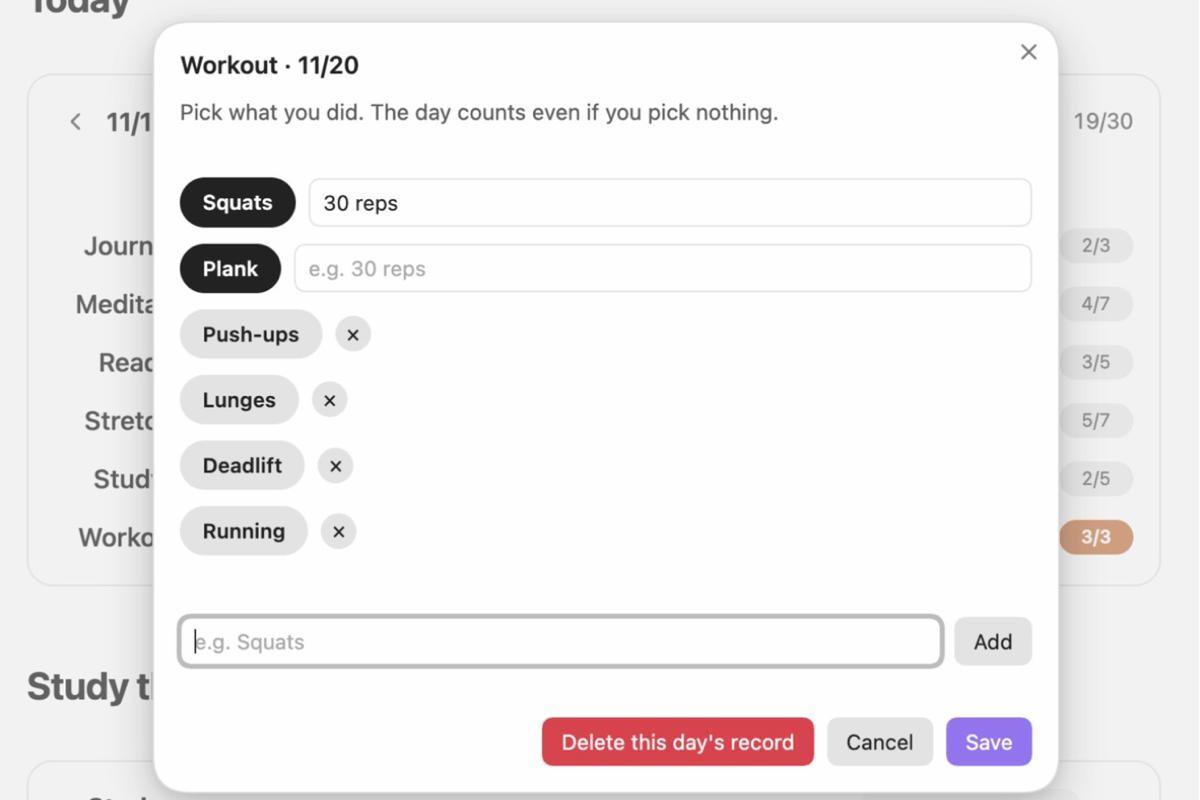 Today
Workout · 11/20
Pick what you did. The day counts even if you pick nothing.
11/1
19/30
Squats
30 reps
Plank
e.g. 30 reps
Push-ups
Lunges
Deadlift
Running
e.g. Squats
Add
Delete this day's record
Cancel
Save
Journ
2/3
Medita
4/7
Read
3/5
Stretc
5/7
Stud
2/5
Worko
3/3
Study t